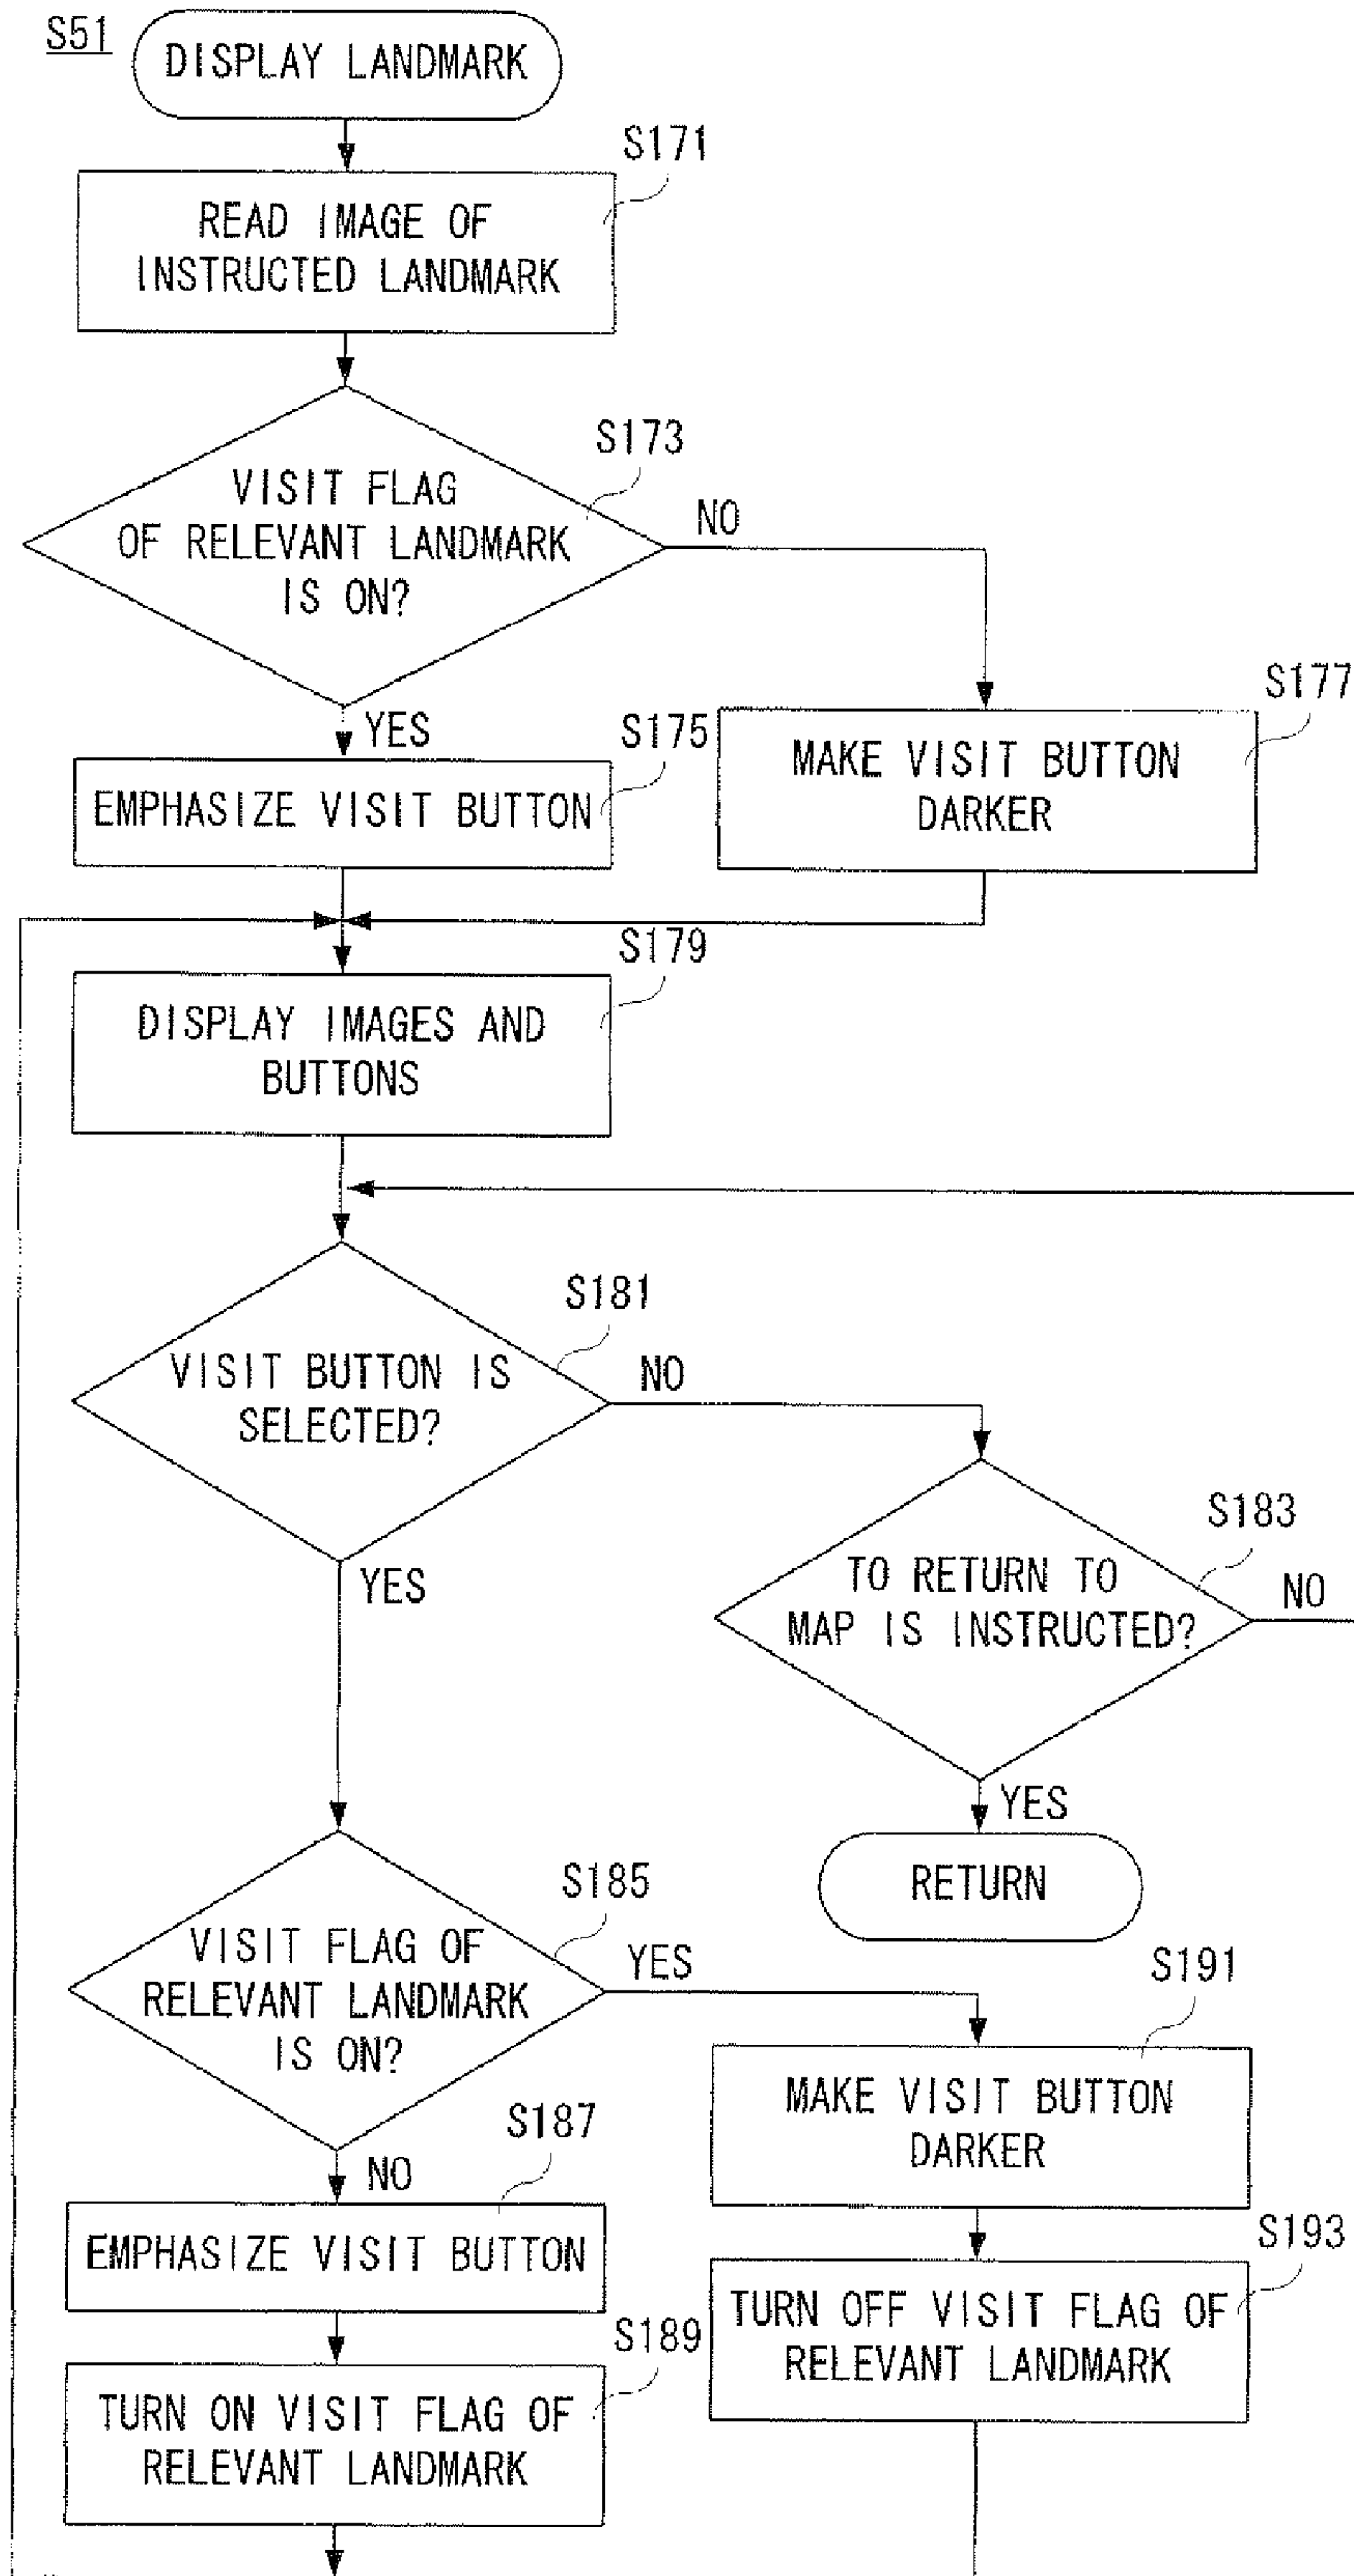 S51
DISPLAY LANDMARK
S171
READ IMAGE OF
INSTRUCTED LANDMARK
S173
VISIT FLAG
OF RELEVANT LANDMARK
IS ON?
NO
YES
S175
EMPHASIZE VISIT BUTTON
S177
MAKE VISIT BUTTON
DARKER
S179
DISPLAY IMAGES AND
BUTTONS
S181
VISIT BUTTON IS
SELECTED?
NO
YES
S183
TO RETURN TO
MAP IS INSTRUCTED?
NO
YES
RETURN
S185
VISIT FLAG OF
RELEVANT LANDMARK
IS ON?
YES
NO
S191
MAKE VISIT BUTTON
DARKER
S187
EMPHASIZE VISIT BUTTON
S193
TURN OFF VISIT FLAG OF
RELEVANT LANDMARK
S189
TURN ON VISIT FLAG OF
RELEVANT LANDMARK